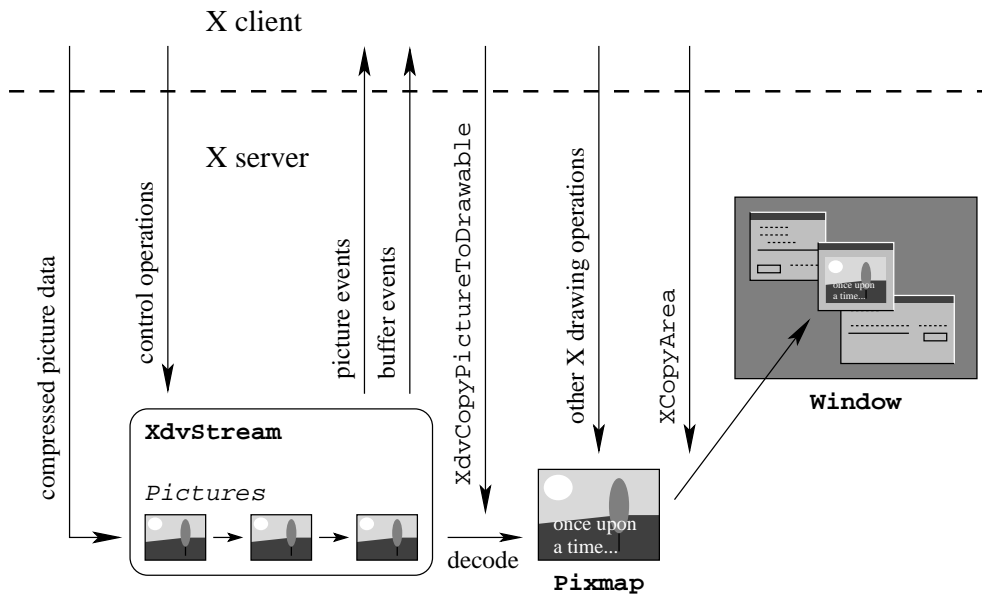 X client
X server
compressed picture data
control operations
picture events
buffer events
XdvCopyPictureToDrawable
other X drawing operations
XCopyArea
once upon
a time...
Window
XdvStream
Pictures
decode
once upon
a time...
Pixmap